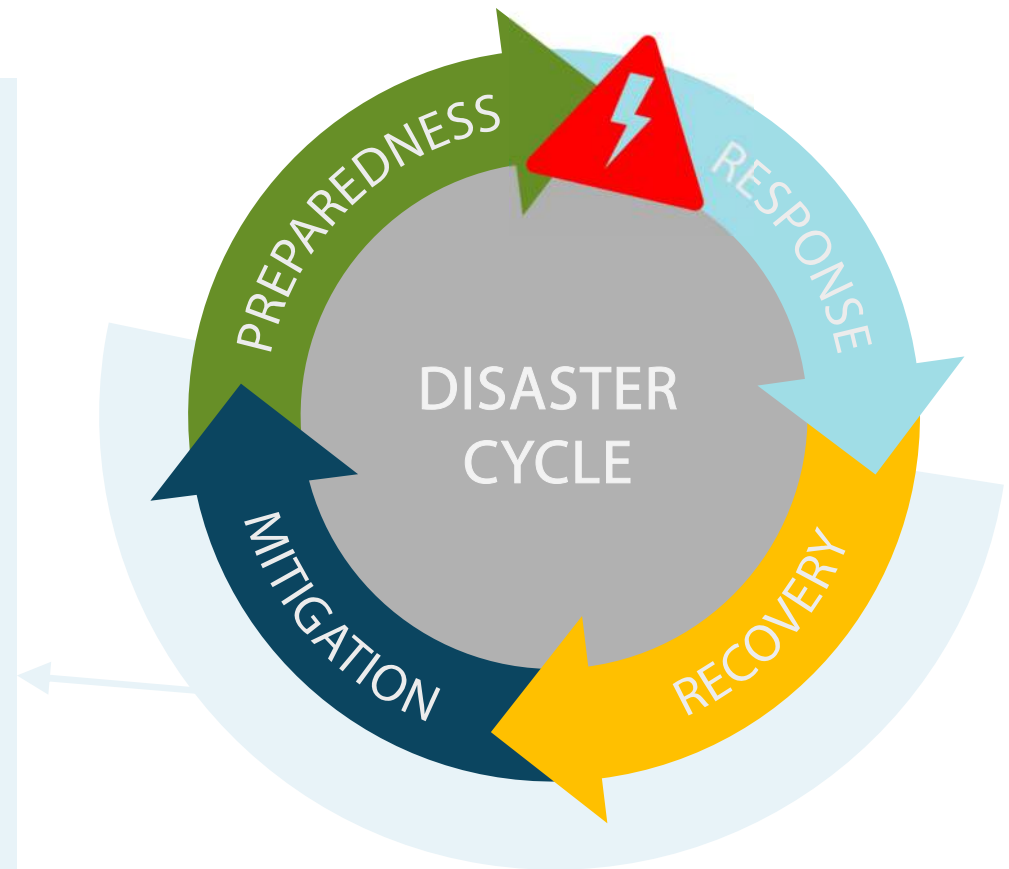 PREPAREDNESS
RESPONSE
DISASTER
CYCLE
MITIGATION
RECOVERY